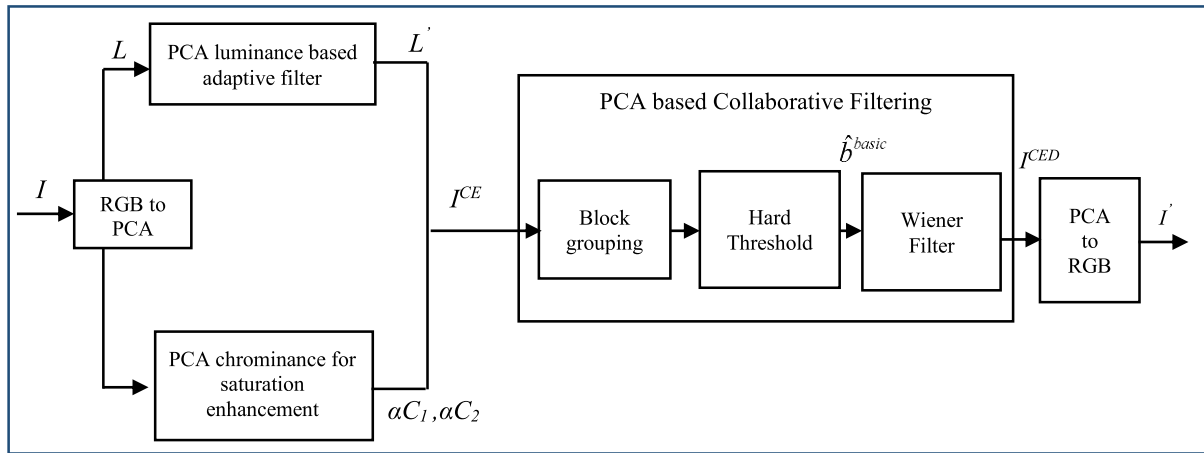 I
RGB to
PCA
L
PCA luminance based
adaptive filter
L’
PCA chrominance for
saturation
enhancement
αC₁ ,αC₂
I^{CE}
PCA based Collaborative Filtering
Block
grouping
Hard
Threshold
b̂^{basic}
Wiener
Filter
I^{CED}
PCA
to
RGB
I’